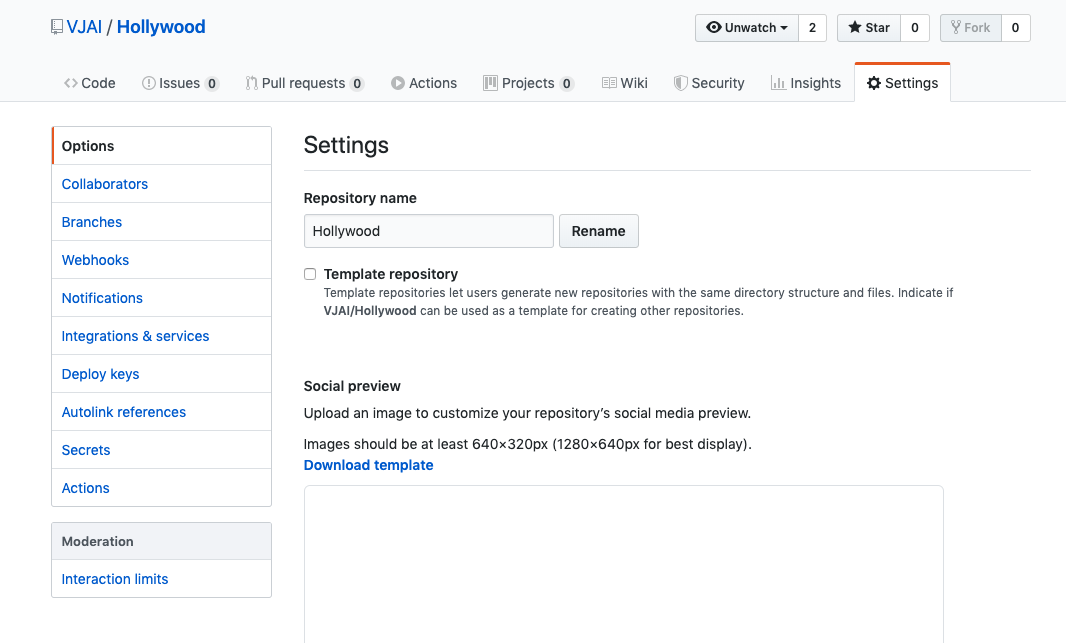 VJAI / Hollywood
Unwatch 2 Star 0 Fork 0
Code Issues 0 Pull requests 0 Actions Projects 0 Wiki Security Insights Settings
Options
Collaborators
Branches
Webhooks
Notifications
Integrations & services
Deploy keys
Autolink references
Secrets
Actions
Moderation
Interaction limits
Settings
Repository name
Hollywood Rename
Template repository
Template repositories let users generate new repositories with the same directory structure and files. Indicate if
VJAI/Hollywood can be used as a template for creating other repositories.
Social preview
Upload an image to customize your repository’s social media preview.
Images should be at least 640×320px (1280×640px for best display).
Download template